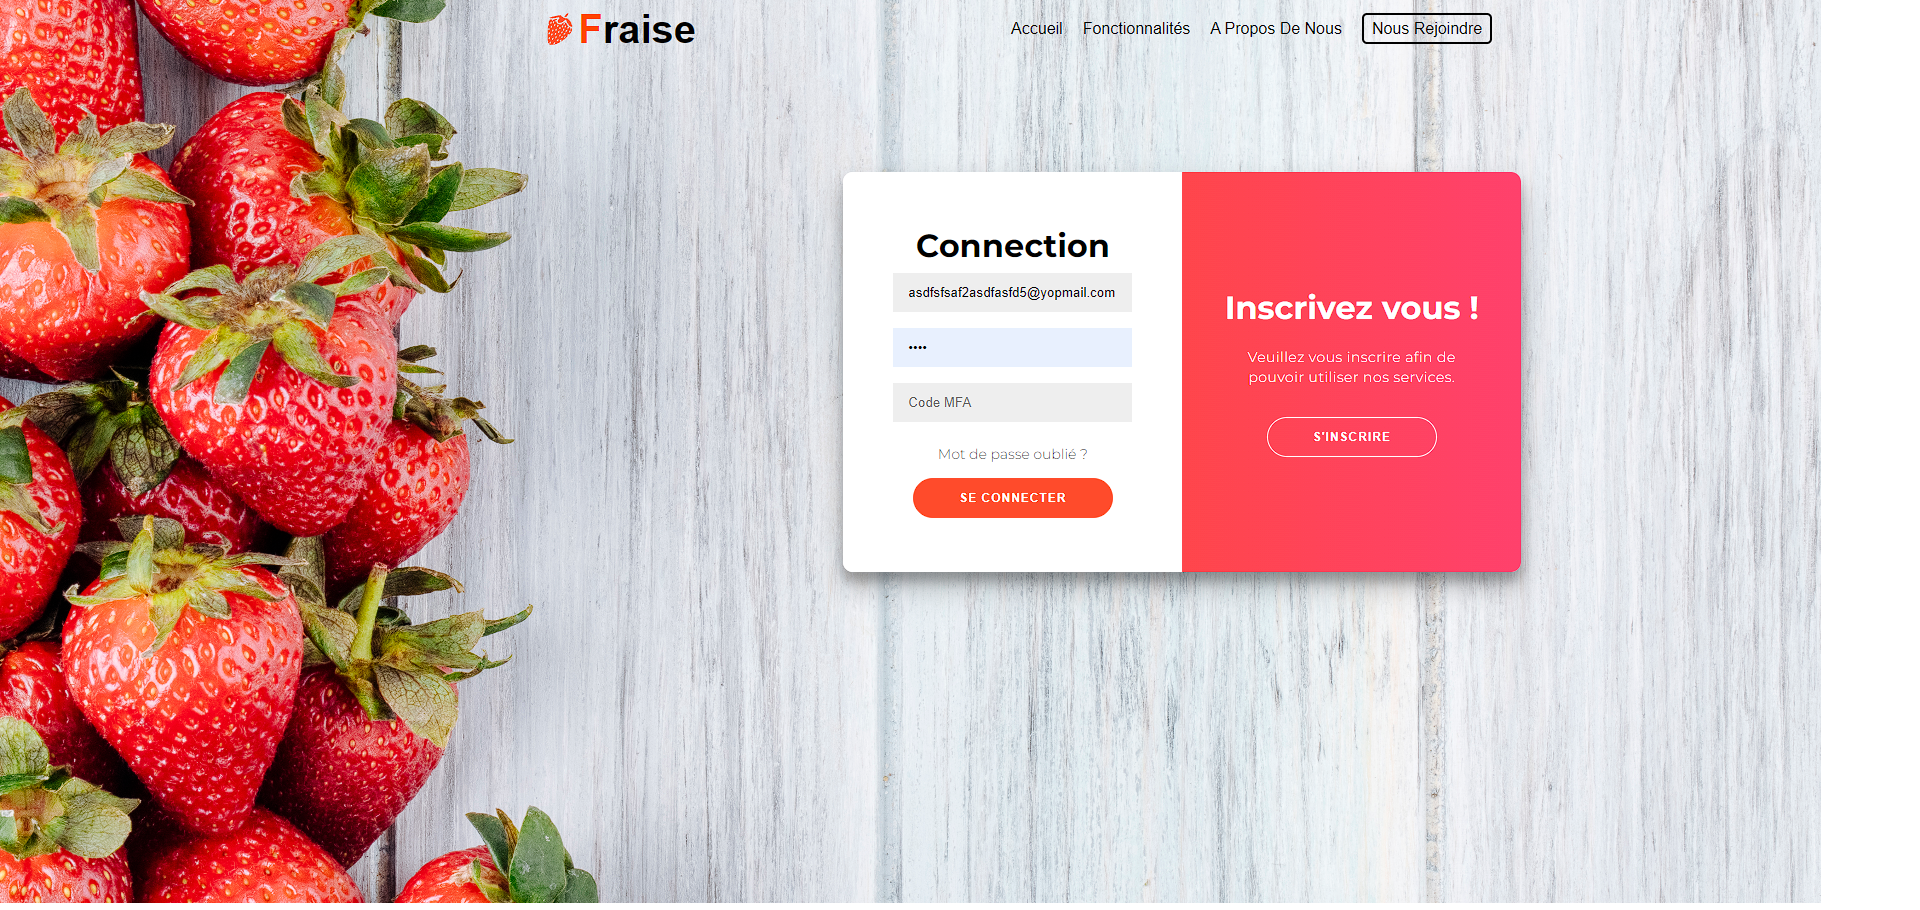 Fraise
Accueil Fonctionnalités A Propos De Nous Nous Rejoindre
Connection
asdfsfsaf2asdfasfd5@yopmail.com
••••
Code MFA
Mot de passe oublié ?
SE CONNECTER
Inscrivez vous !
Veuillez vous inscrire afin de
pouvoir utiliser nos services.
S'INSCRIRE